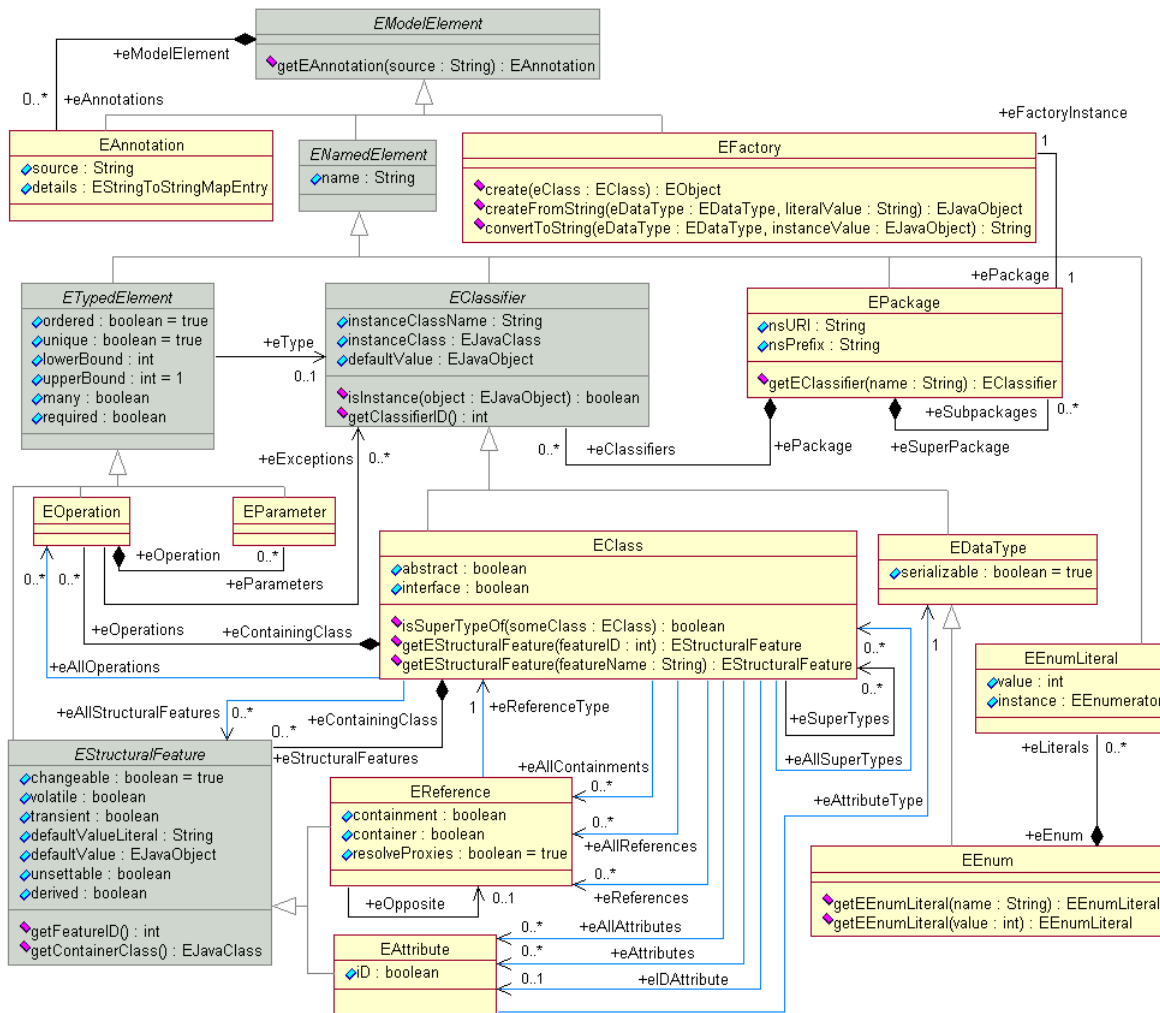 EModelElement
getEAnnotation(source : String) : EAnnotation
+eModelElement
0..*
+eAnnotations
EAnnotation
source : String
details : EStringToStringMapEntry
ENamedElement
name : String
+eFactoryInstance
1
EFactory
create(eClass : EClass) : EObject
createFromString(eDataType : EDataType, literalValue : String) : EJavaObject
convertToString(eDataType : EDataType, instanceValue : EJavaObject) : String
+ePackage
1
ETypedElement
ordered : boolean = true
unique : boolean = true
lowerBound : int
upperBound : int = 1
many : boolean
required : boolean
+eType
0..1
EClassifier
instanceClassName : String
instanceClass : EJavaClass
defaultValue : EJavaObject
isInstance(object : EJavaObject) : boolean
getClassifierID() : int
EPackage
nsURI : String
nsPrefix : String
getEClassifier(name : String) : EClassifier
+eSubpackages
0..*
+eSuperPackage
+ePackage
0..*
+eClassifiers
+eExceptions
0..*
EOperation
EParameter
+eOperation
0..*
+eParameters
0..*
0..*
+eOperations
+eContainingClass
+eAllOperations
EClass
abstract : boolean
interface : boolean
isSuperTypeOf(someClass : EClass) : boolean
getEStructuralFeature(featureID : int) : EStructuralFeature
getEStructuralFeature(featureName : String) : EStructuralFeature
EDataType
serializable : boolean = true
0..*
0..*
+eSuperTypes
+eAllSuperTypes
1
+eAttributeType
EEnumLiteral
value : int
instance : EEnumerator
+eLiterals
0..*
+eEnum
EEnum
getEEnumLiteral(name : String) : EEnumLiteral
getEEnumLiteral(value : int) : EEnumLiteral
+eAllStructuralFeatures
0..*
+eContainingClass
0..*
+eStructuralFeatures
1
+eReferenceType
EStructuralFeature
changeable : boolean = true
volatile : boolean
transient : boolean
defaultValueLiteral : String
defaultValue : EJavaObject
unsettable : boolean
derived : boolean
getFeatureID() : int
getContainerClass() : EJavaClass
EReference
containment : boolean
container : boolean
resolveProxies : boolean = true
+eAllContainments
0..*
0..*
+eAllReferences
0..*
+eReferences
+eOpposite
0..1
EAttribute
iD : boolean
0..*
+eAllAttributes
0..*
+eAttributes
0..1
+eIDAttribute